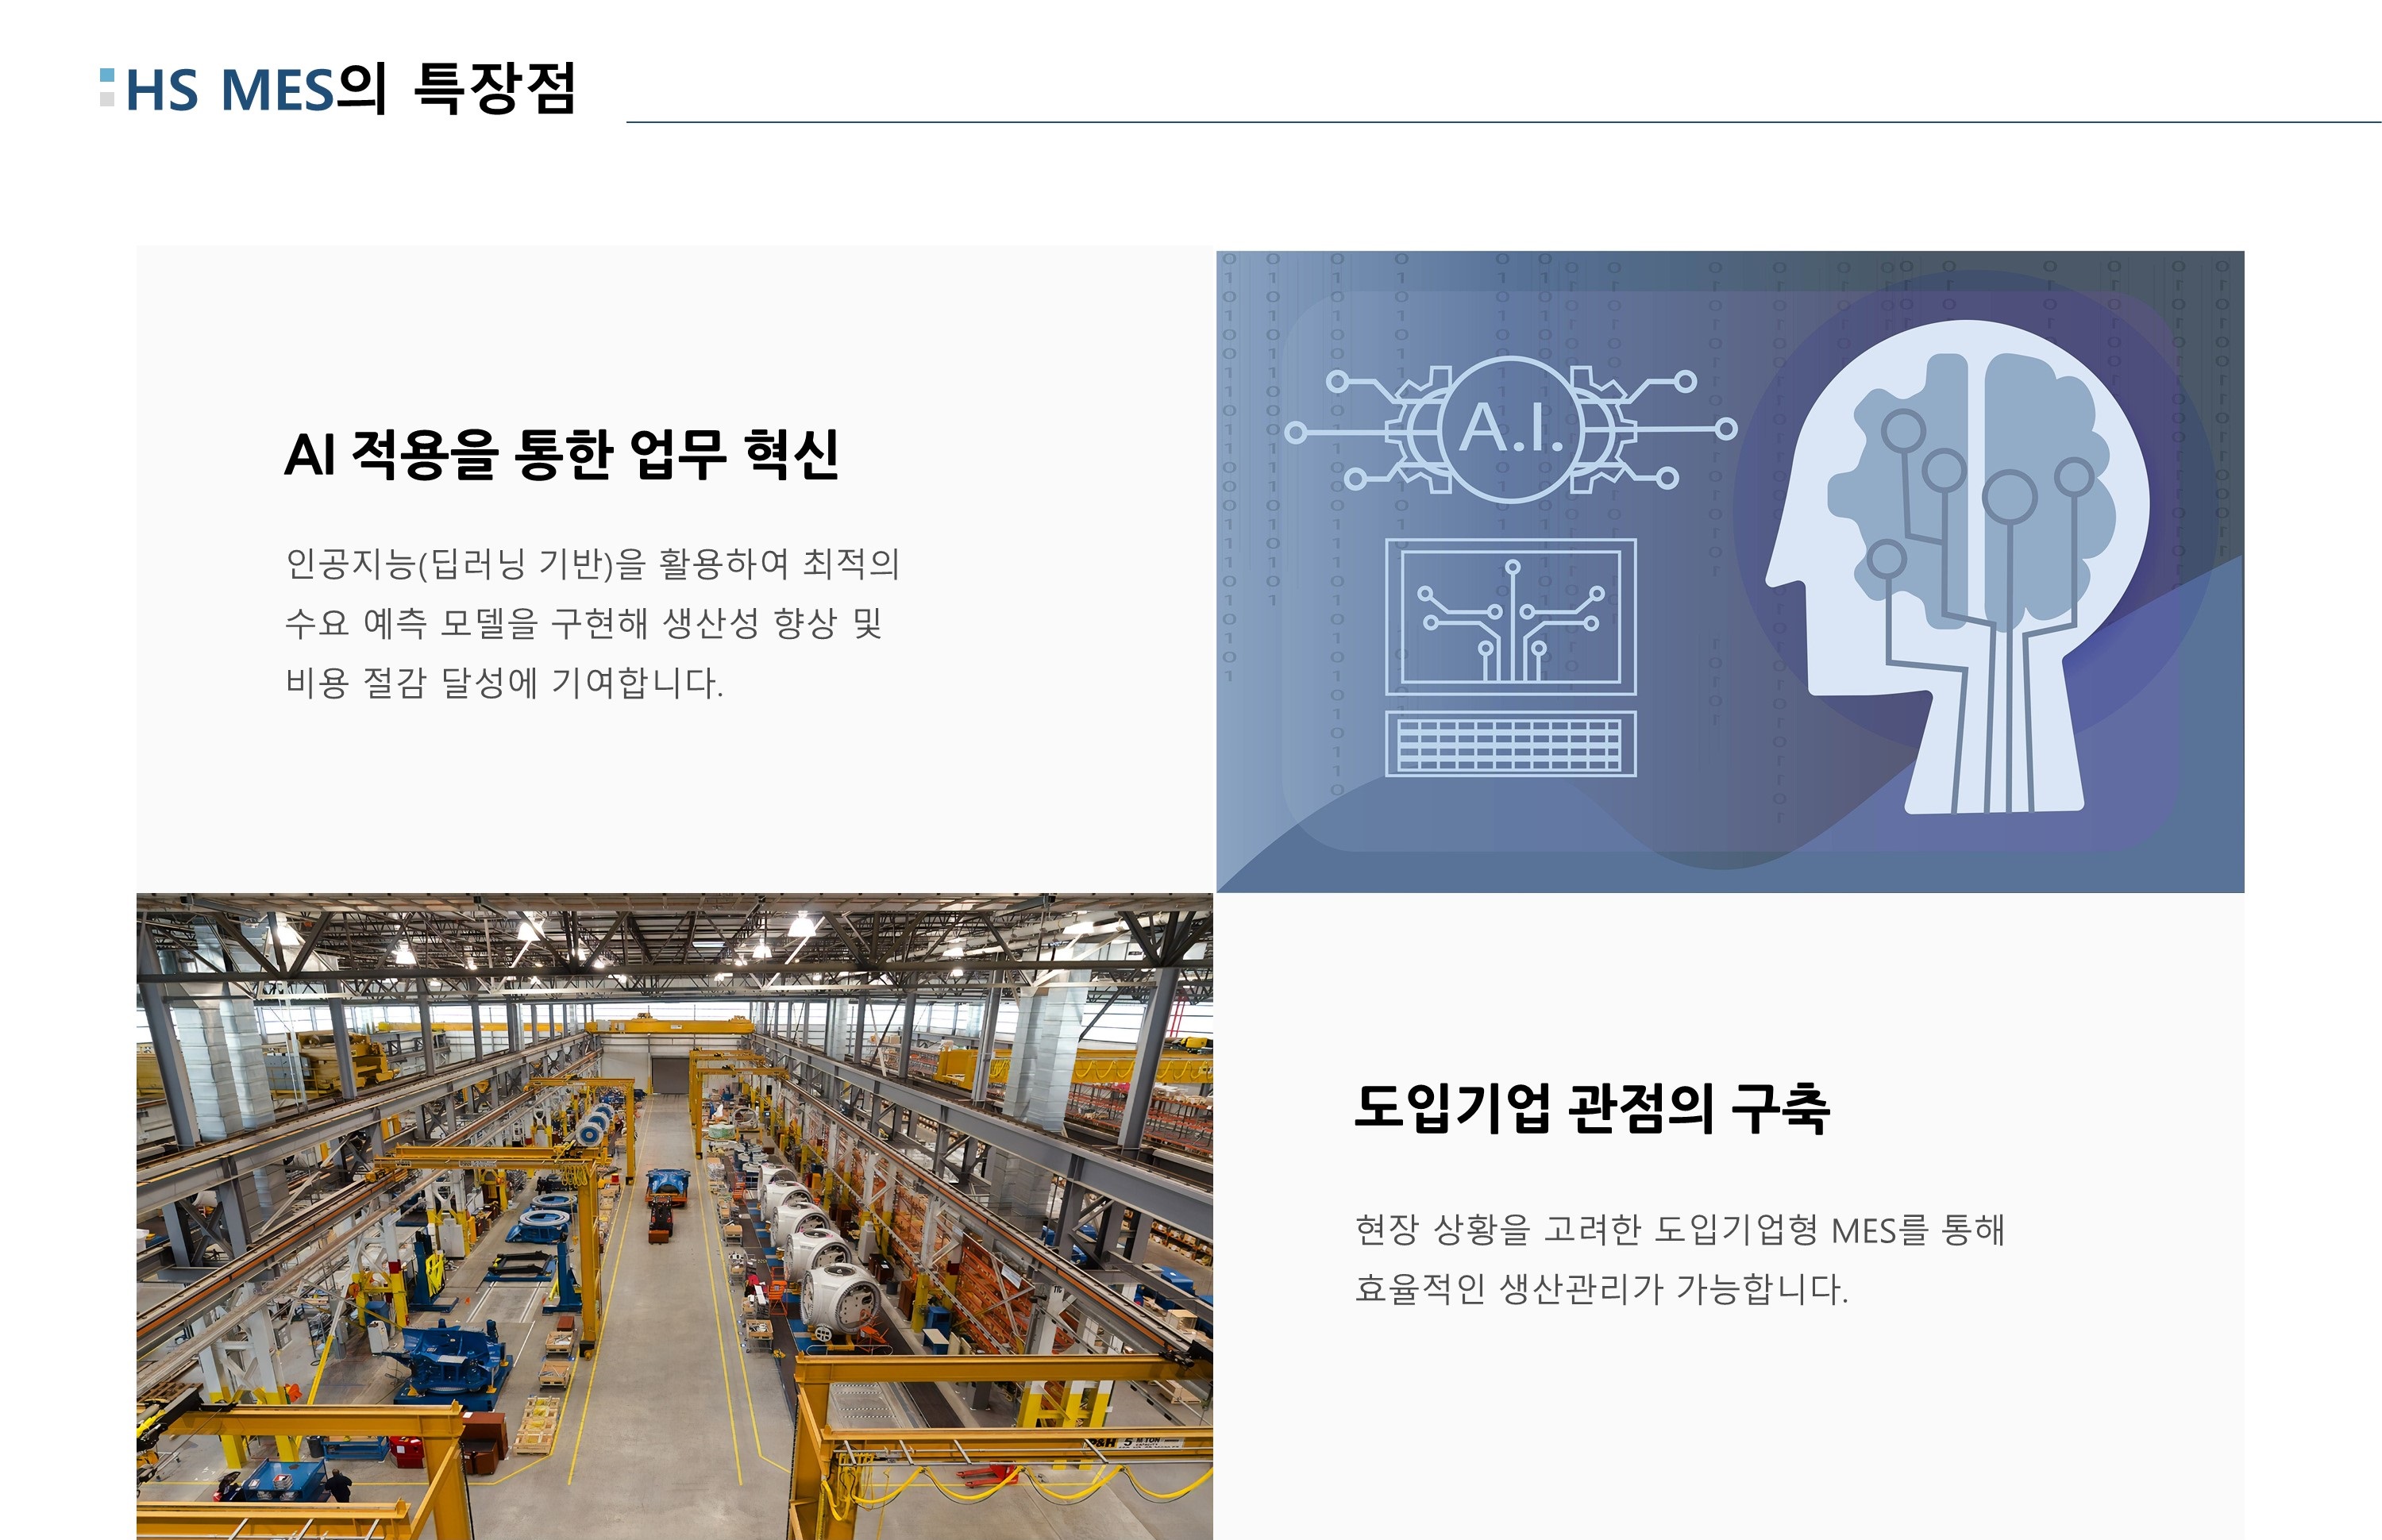 HS MES의 특장점
AI 적용을 통한 업무 혁신
인공지능(딥러닝 기반)을 활용하여 최적의
수요 예측 모델을 구현해 생산성 향상 및
비용 절감 달성에 기여합니다.
A.I.
도입기업 관점의 구축
현장 상황을 고려한 도입기업형 MES를 통해
효율적인 생산관리가 가능합니다.
P&H 5 M TON